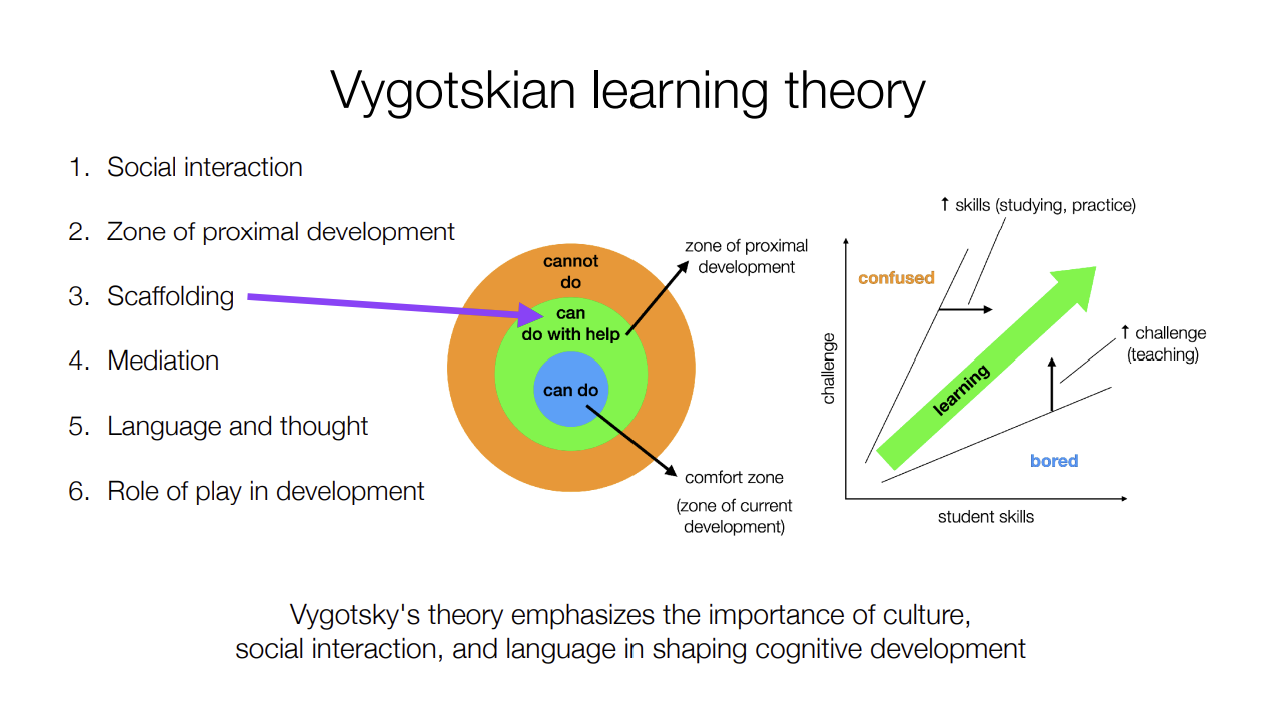 Vygotskian learning theory
1. Social interaction
2. Zone of proximal development
3. Scaffolding
4. Mediation
5. Language and thought
6. Role of play in development
cannot
do
can
do with help
can do
zone of proximal
development
comfort zone
(zone of current
development)
↑ skills (studying, practice)
confused
challenge
learning
↑ challenge
(teaching)
bored
student skills
Vygotsky's theory emphasizes the importance of culture,
social interaction, and language in shaping cognitive development